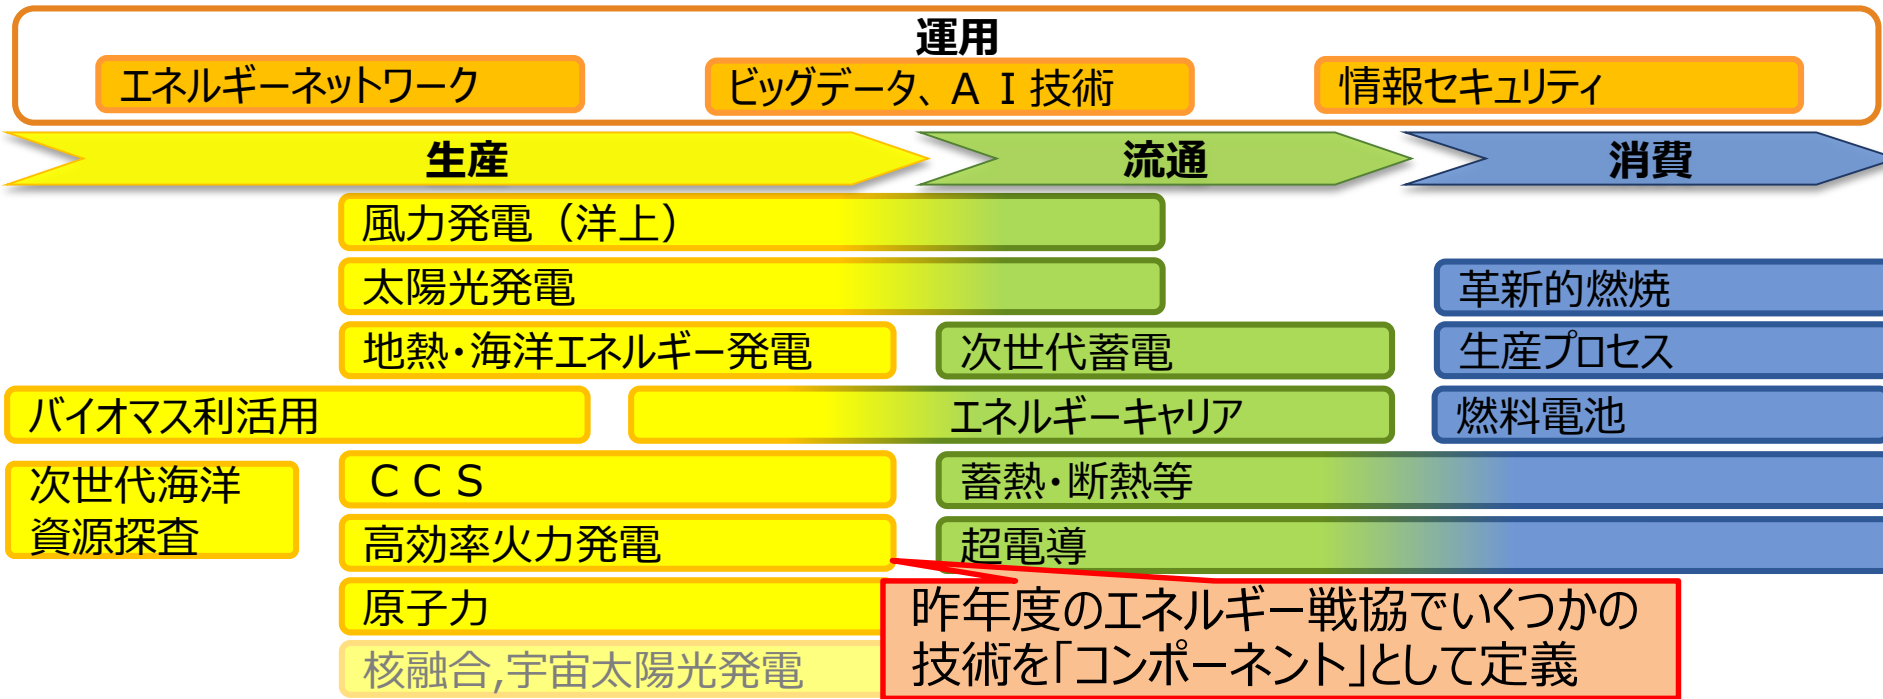 運用
エネルギーネットワーク
ビッグデータ、ＡＩ技術
情報セキュリティ
生産
流通
消費
風力発電（洋上）
太陽光発電
革新的燃焼
地熱・海洋エネルギー発電
次世代蓄電
生産プロセス
バイオマス利活用
エネルギーキャリア
燃料電池
次世代海洋
資源探査
ＣＣＳ
蓄熱・断熱等
高効率火力発電
超電導
原子力
核融合,宇宙太陽光発電
昨年度のエネルギー戦協でいくつかの
技術を「コンポーネント」として定義